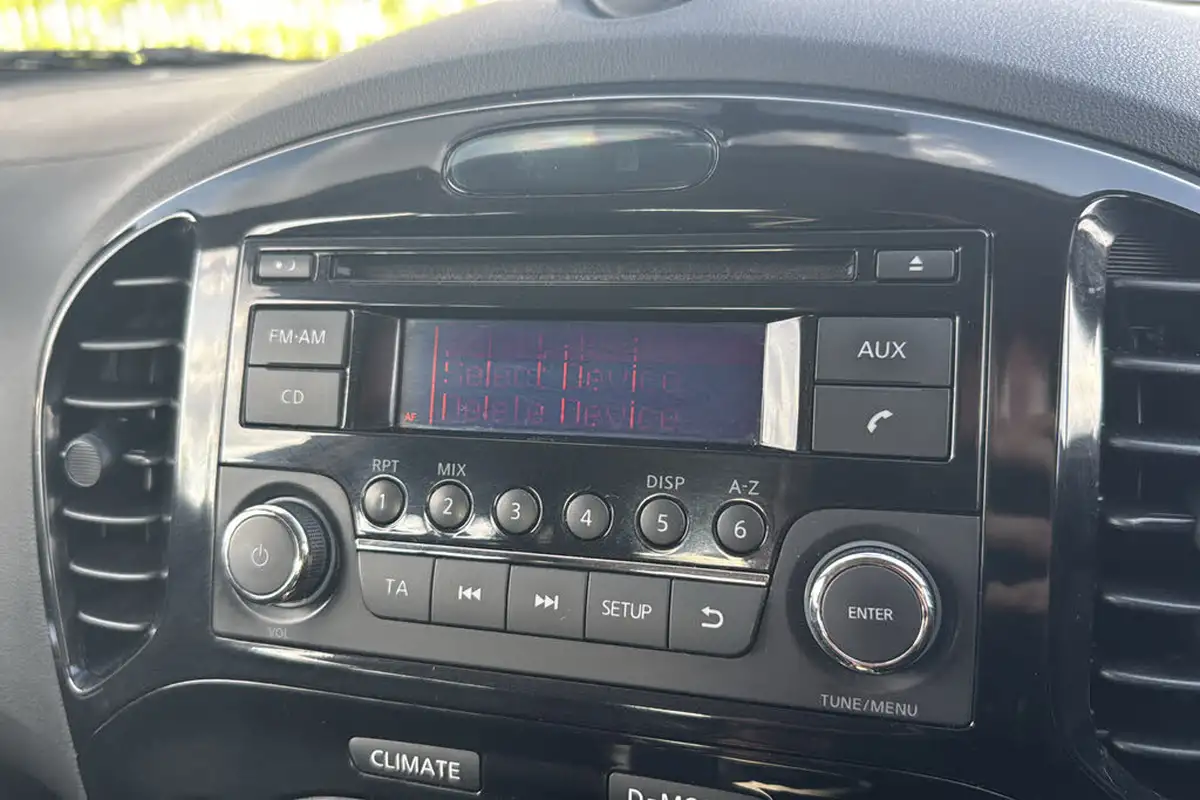 FM·AM
AUX
CD
Select Device
AF
Delete Device
RPT
MIX
DISP
A-Z
1
2
3
4
5
6
TA
SETUP
ENTER
VOL
TUNE/MENU
CLIMATE